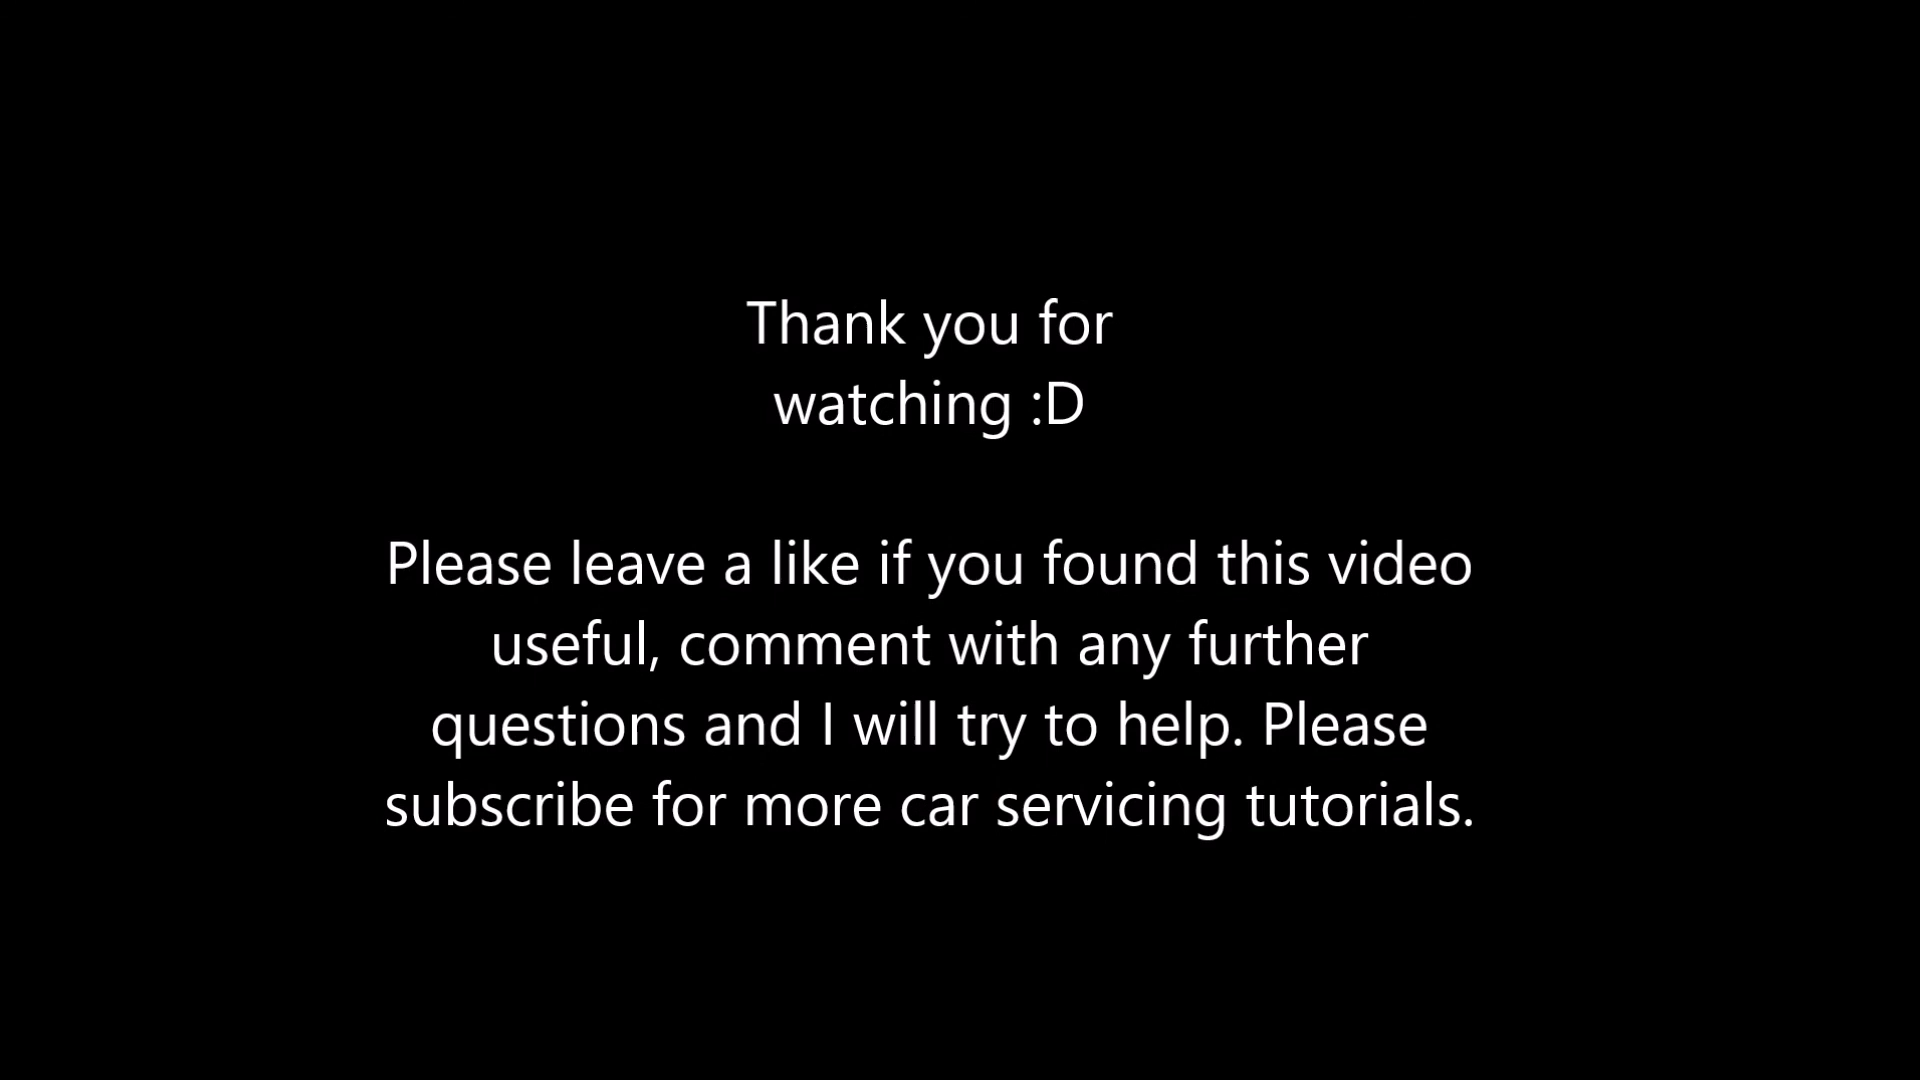 Thank you for
watching :D
Please leave a like if you found this video
useful, comment with any further
questions and I will try to help. Please
subscribe for more car servicing tutorials.